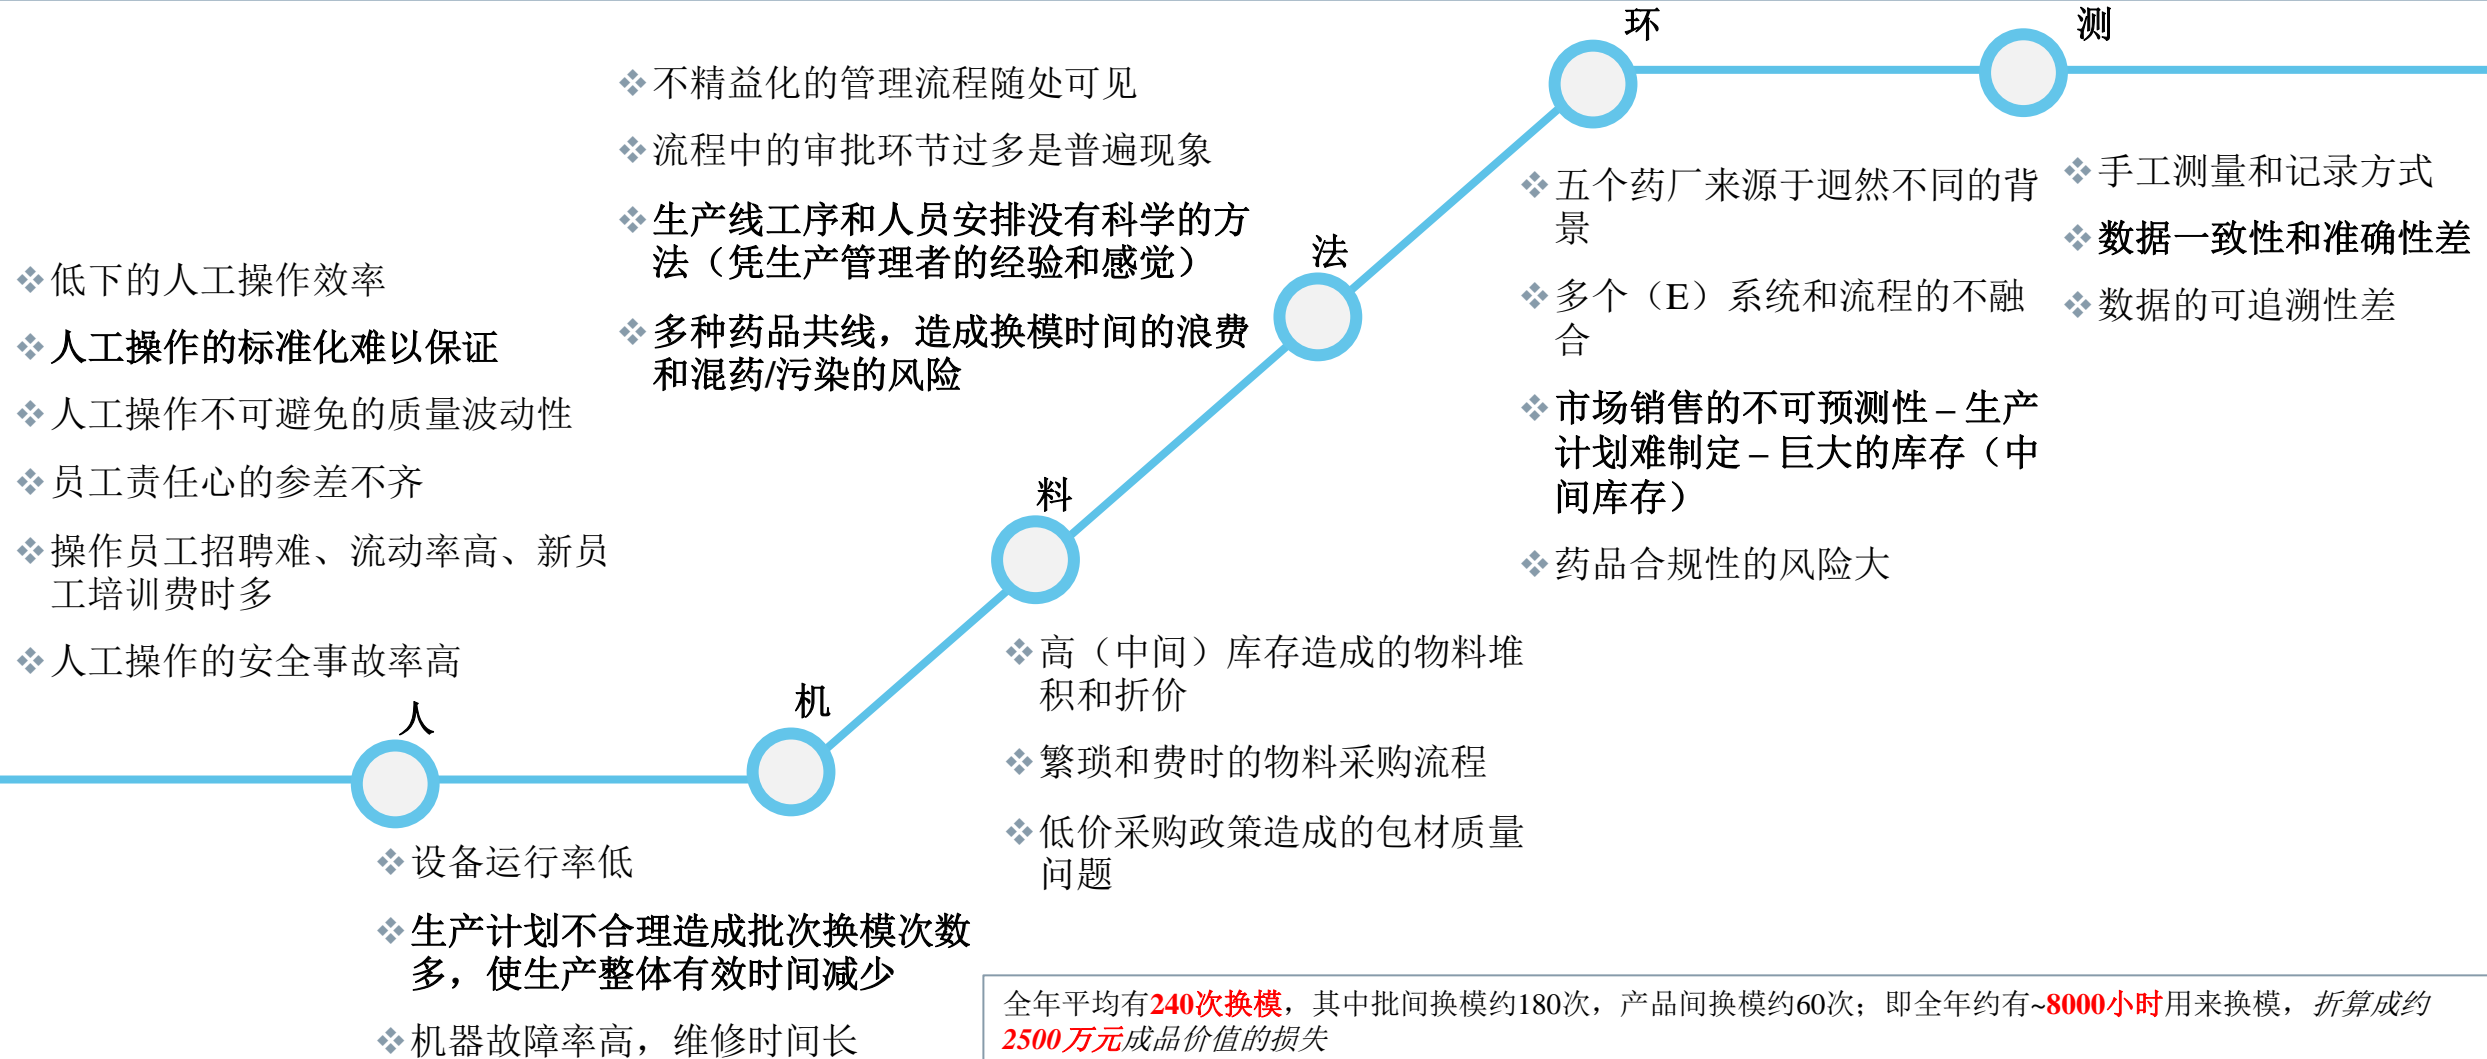 人
低下的人工操作效率
人工操作的标准化难以保证
人工操作不可避免的质量波动性
员工责任心的参差不齐
操作员工招聘难、流动率高、新员
工培训费时多
人工操作的安全事故率高
机
设备运行率低
生产计划不合理造成批次换模次数
多，使生产整体有效时间减少
机器故障率高，维修时间长
料
高（中间）库存造成的物料堆
积和折价
繁琐和费时的物料采购流程
低价采购政策造成的包材质量
问题
法
不精益化的管理流程随处可见
流程中的审批环节过多是普遍现象
生产线工序和人员安排没有科学的方
法（凭生产管理者的经验和感觉）
多种药品共线，造成换模时间的浪费
和混药/污染的风险
环
五个药厂来源于迥然不同的背
景
多个（E）系统和流程的不融
合
市场销售的不可预测性 – 生产
计划难制定 – 巨大的库存（中
间库存）
药品合规性的风险大
测
手工测量和记录方式
数据一致性和准确性差
数据的可追溯性差
全年平均有240次换模，其中批间换模约180次，产品间换模约60次；即全年约有~8000小时用来换模，折算成约
2500万元成品价值的损失